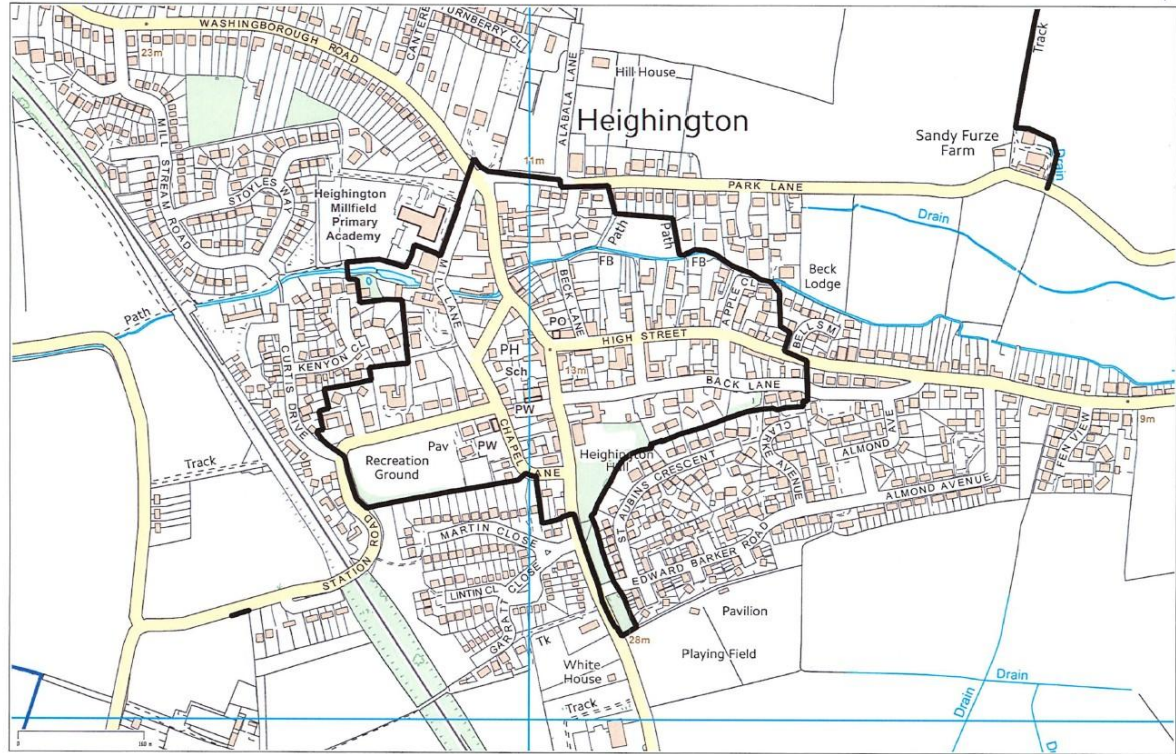 TURNBERRY CL
WASHINGBOROUGH ROAD
23m
Track
Hill House
ALABALA LANE
Heighington
MILL STREAM ROAD
Sandy Furze
Farm
Drain
11m
STOYLES WAY
PARK LANE
Heighington
Millfield
Primary
Academy
Drain
Path
Path
MILL LANE
FB
FB
Beck
Lodge
BECK LANE
APPLE CL
Path
PO
KENYON CL
CURTIS DRIVE
HIGH STREET
PH
Sch
13m
BACK LANE
PW
9m
CHAPEL LANE
Pav
PW
CLARKE AVENUE
ALMOND AVE
FEN VIEW
Recreation
Ground
Heighington
Hall
Track
ST AUBINS CRESCENT
ALMOND AVENUE
MARTIN CLOSE
EDWARD BARKER ROAD
STATION ROAD
LINTIN CL
GARRATT CLOSE
Pavilion
28m
Tk
Playing Field
White
House
Drain
Drain
Track